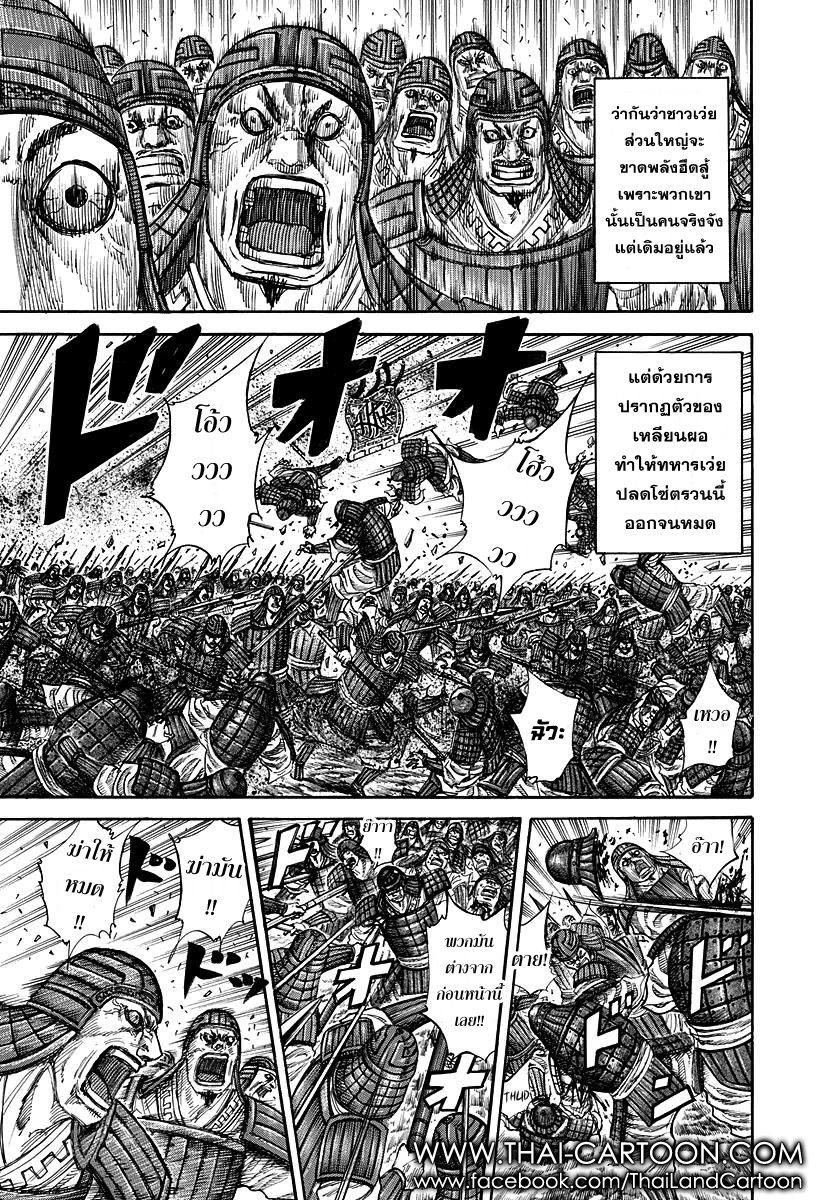 ว่ากันว่าชาวเว่ย
ส่วนใหญ่จะ
ขาดพลังฮึดสู้
เพราะพวกเขา
นั้นเป็นคนจริงจัง
แต่เดิมอยู่แล้ว
แต่ด้วยการ
ปรากฏตัวของ
เหลียนผอ
ทำให้ทหารเว่ย
ปลดโซ่ตรวนนี้
ออกจนหมด
ドォォ
โฮ้ว
ววว
วว
โอ้ว
ววว
วว
เหวอ
!!
ฉัวะ
อ๊าา!
ตาย!
ドドン
THUD
ย๊าาา
!!
พวกมัน
ต่างจาก
ก่อนหน้านี้
เลย!!
ドォォ
ฆ่ามัน
!!
ฆ่าให้
หมด
!!
ドドドッ
WWW.THAI-CARTOON.COM
www.facebook.com/ThaiLandCartoon